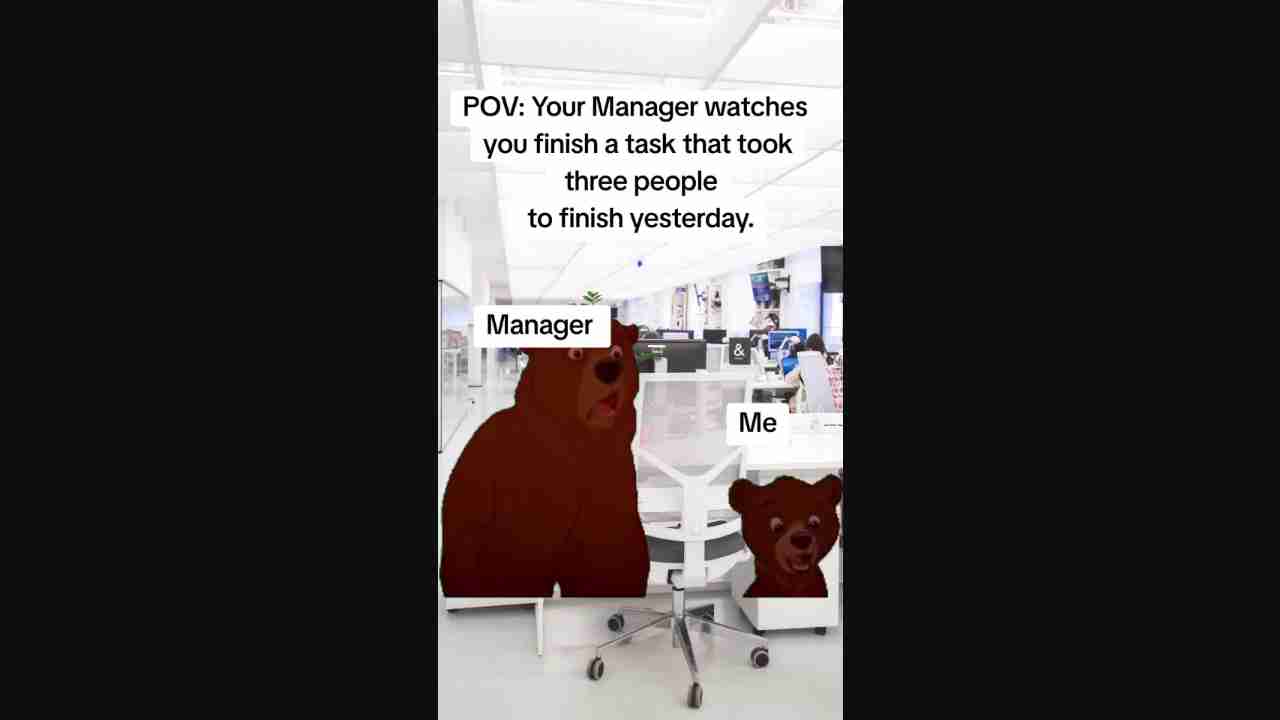 POV: Your Manager watches
you finish a task that took
three people
to finish yesterday.
Manager
&
Me